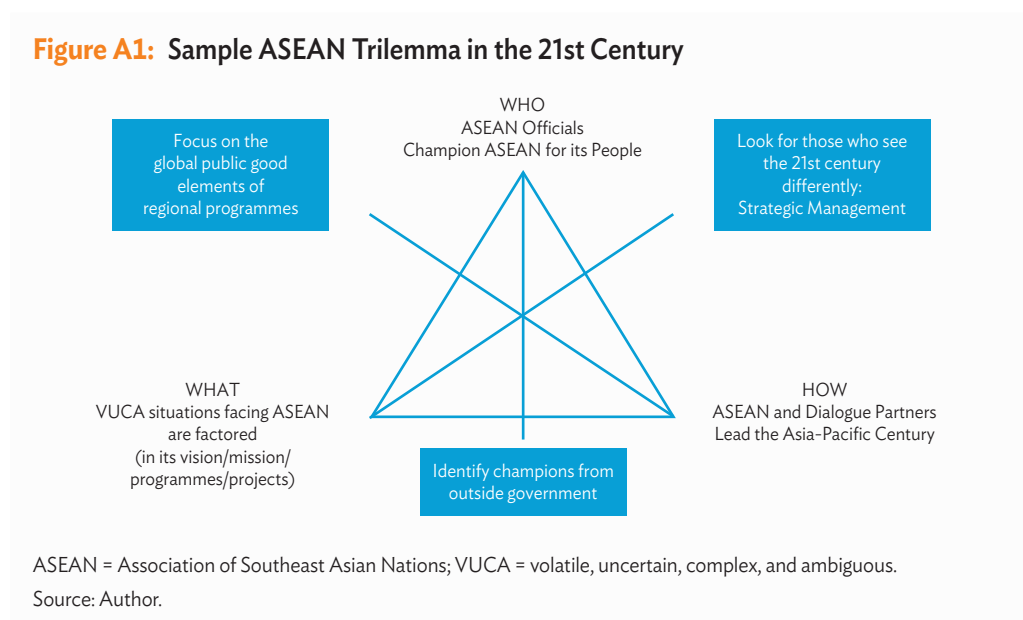 Figure A1: Sample ASEAN Trilemma in the 21st Century
WHO
ASEAN Officials
Champion ASEAN for its People
Focus on the
global public good
elements of
regional programmes
Look for those who see
the 21st century
differently:
Strategic Management
WHAT
VUCA situations facing ASEAN
are factored
(in its vision/mission/
programmes/projects)
HOW
ASEAN and Dialogue Partners
Lead the Asia-Pacific Century
Identify champions from
outside government
ASEAN = Association of Southeast Asian Nations; VUCA = volatile, uncertain, complex, and ambiguous.
Source: Author.